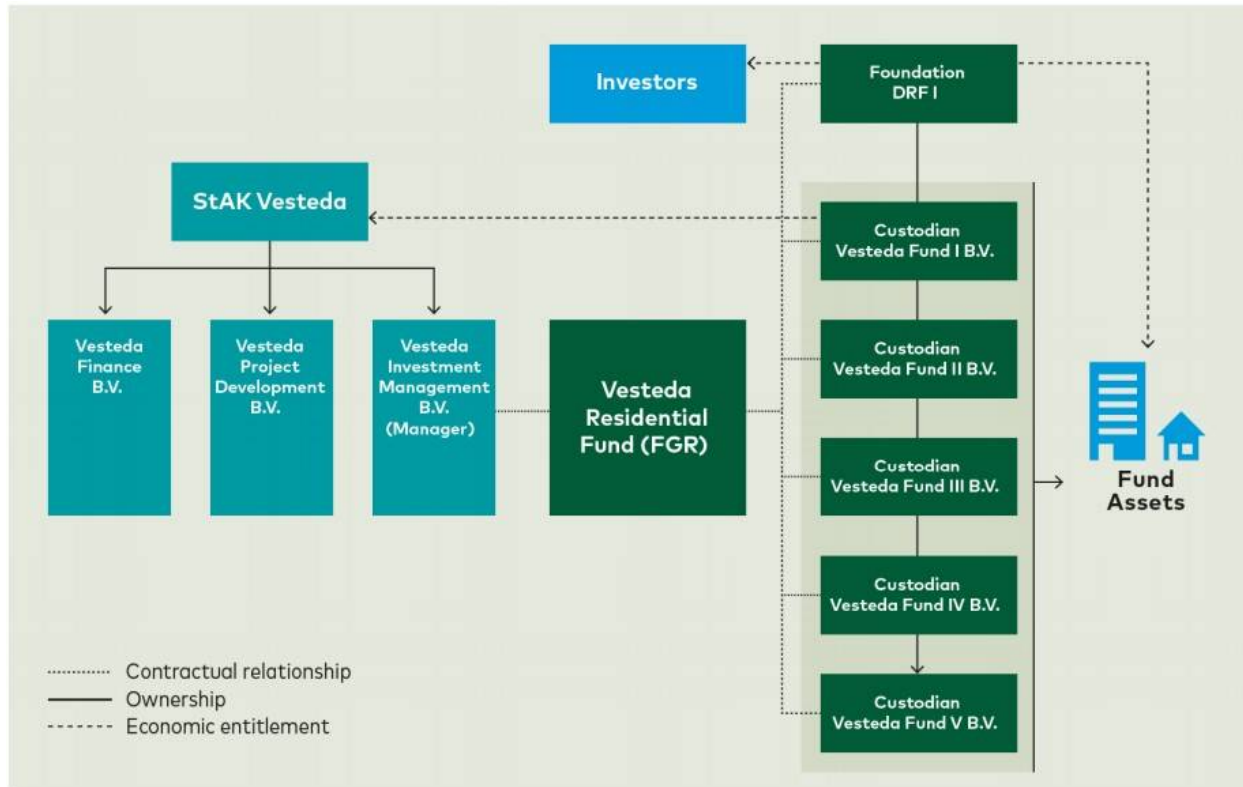 Investors
Foundation
DRF I
StAK Vesteda
Custodian
Vesteda Fund I B.V.
Vesteda
Finance
B.V.
Vesteda
Project
Development
B.V.
Vesteda
Investment
Management
B.V.
(Manager)
Vesteda
Residential
Fund (FGR)
Custodian
Vesteda Fund II B.V.
Custodian
Vesteda Fund III B.V.
Fund
Assets
Custodian
Vesteda Fund IV B.V.
Custodian
Vesteda Fund V B.V.
Contractual relationship
Ownership
Economic entitlement